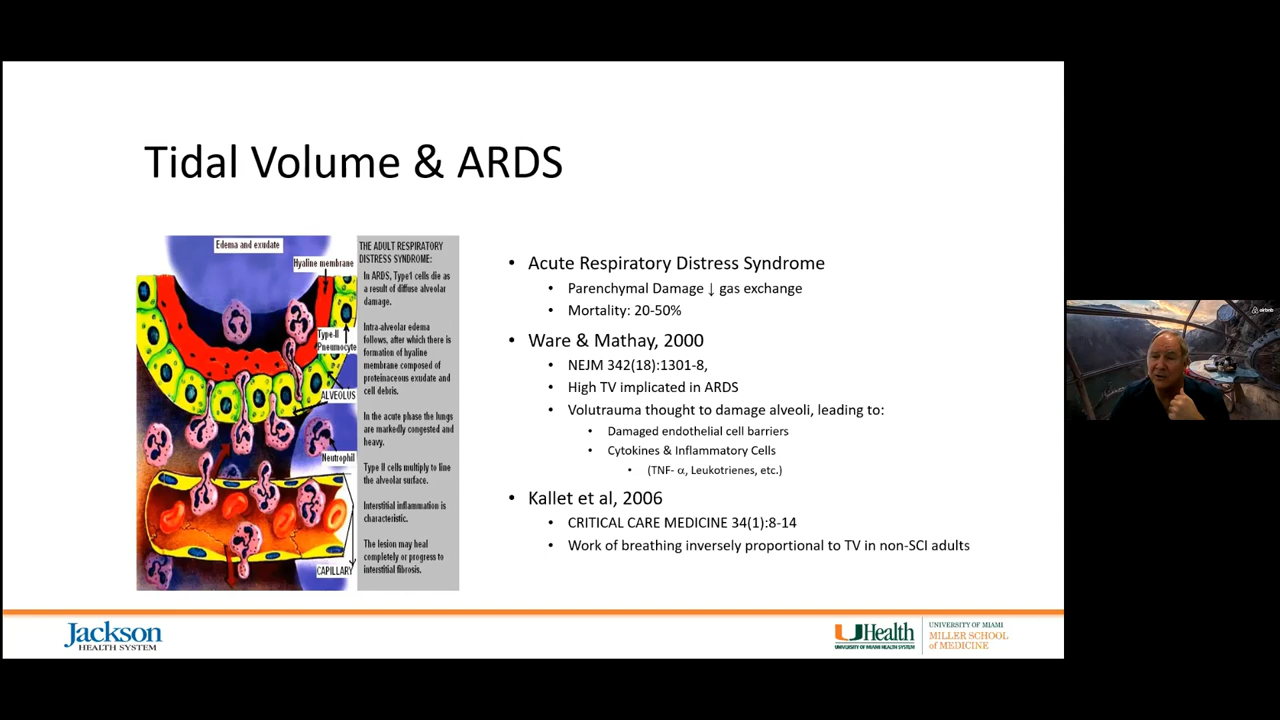 Tidal Volume & ARDS
Edema and exudate
Hyaline membrane
Type-II
Pneumocyte
ALVEOLUS
Neutrophil
CAPILLARY
THE ADULT RESPIRATORY
DISTRESS SYNDROME:
In ARDS, Type1 cells die as
a result of diffuse alveolar
damage.
Intra-alveolar edema
follows, after which there is
formation of hyaline
membrane composed of
proteinaceous exudate and
cell debris.
In the acute phase the lungs
are markedly congested and
heavy.
Type II cells multiply to line
the alveolar surface.
Interstitial inflammation is
characteristic.
The lesion may heal
completely or progress to
interstitial fibrosis.
• Acute Respiratory Distress Syndrome
• Parenchymal Damage ↓ gas exchange
• Mortality: 20-50%
• Ware & Mathay, 2000
• NEJM 342(18):1301-8,
• High TV implicated in ARDS
• Volutrauma thought to damage alveoli, leading to:
• Damaged endothelial cell barriers
• Cytokines & Inflammatory Cells
• (TNF- α, Leukotrienes, etc.)
• Kallet et al, 2006
• CRITICAL CARE MEDICINE 34(1):8-14
• Work of breathing inversely proportional to TV in non-SCI adults
airbnb
Jackson
HEALTH SYSTEM
UHealth
UNIVERSITY OF MIAMI HEALTH SYSTEM
UNIVERSITY OF MIAMI
MILLER SCHOOL
of MEDICINE